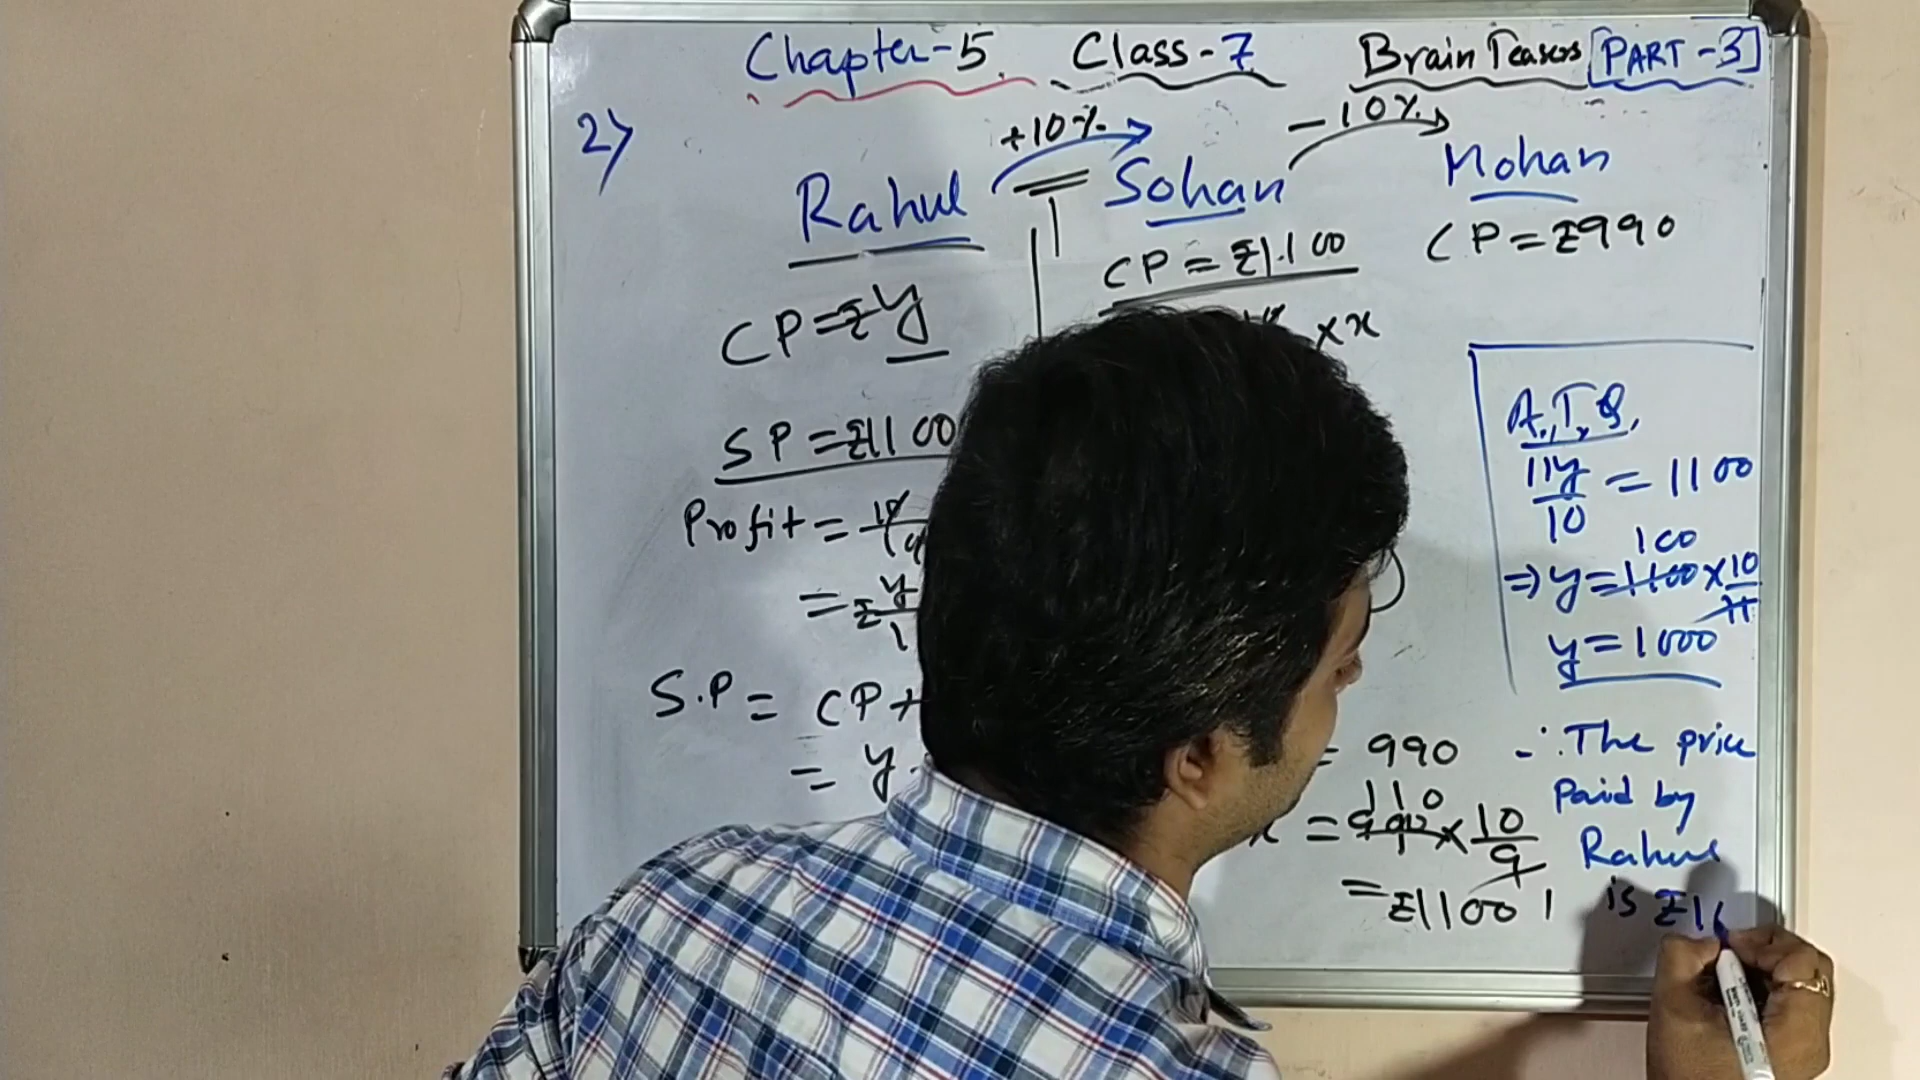 Chapter-5 Class-7 Brain Teasers [PART-3]
2)
+10% -10%
Rahul Sohan Mohan
CP=₹y
CP=₹1100
CP=₹990
×x
SP=₹1100
Profit=
=₹y
S.P= CP+
= y
A.T.Q.
11y/10 = 1100
100
⇒y=1100×10/11
y=1000
= 990
110
x=990×10/9
=₹1100
∴The price
Paid by
Rahul
is ₹1